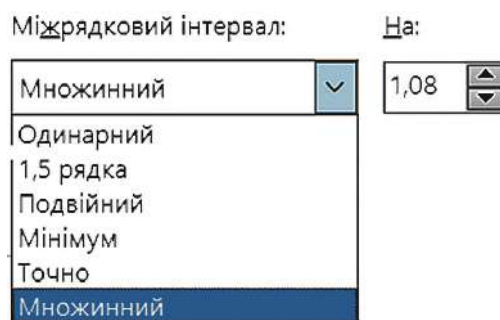 Міжрядковий інтервал:
На:
Множинний
1,08
Одинарний
1,5 рядка
Подвійний
Мінімум
Точно
Множинний